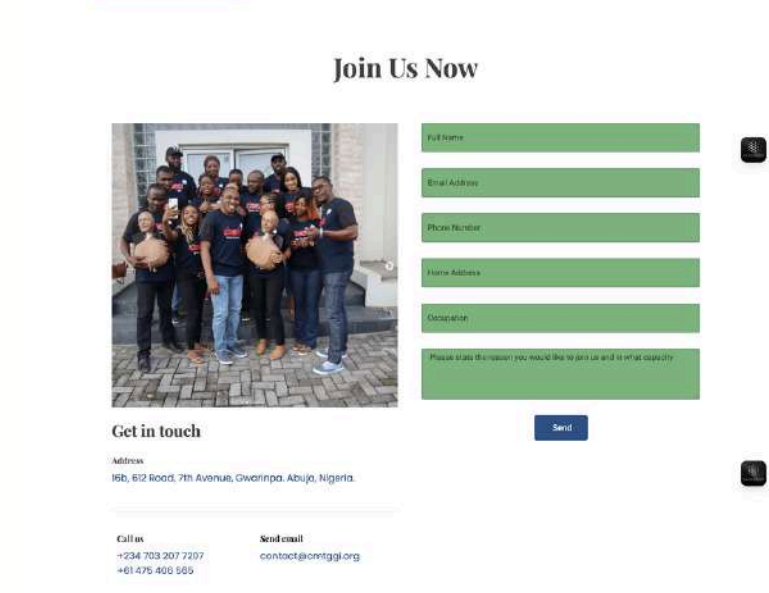 Join Us Now
Full Name
Email Address
Phone Number
Home Address
Occupation
Please state the reason you would like to join us and in what capacity
Send
Get in touch
Address
16b, 612 Road, 7th Avenue, Gwarinpa. Abuja, Nigeria.
Call us
+234 703 207 7207
+61 475 406 565
Send email
contact@cmtggi.org